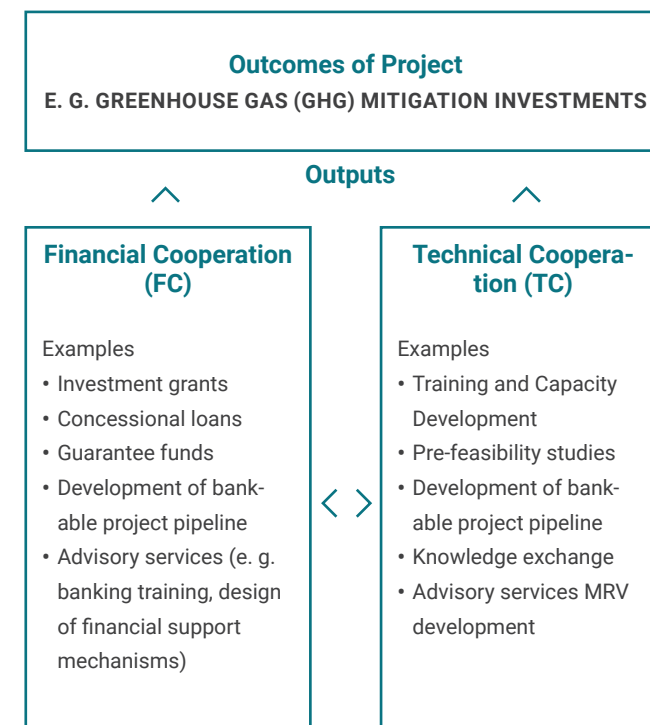 Outcomes of Project
E. G. GREENHOUSE GAS (GHG) MITIGATION INVESTMENTS
Outputs
Financial Cooperation
(FC)
Examples
• Investment grants
• Concessional loans
• Guarantee funds
• Development of bank-
able project pipeline
• Advisory services (e. g.
banking training, design
of financial support
mechanisms)
Technical Coopera-
tion (TC)
Examples
• Training and Capacity
Development
• Pre-feasibility studies
• Development of bank-
able project pipeline
• Knowledge exchange
• Advisory services MRV
development